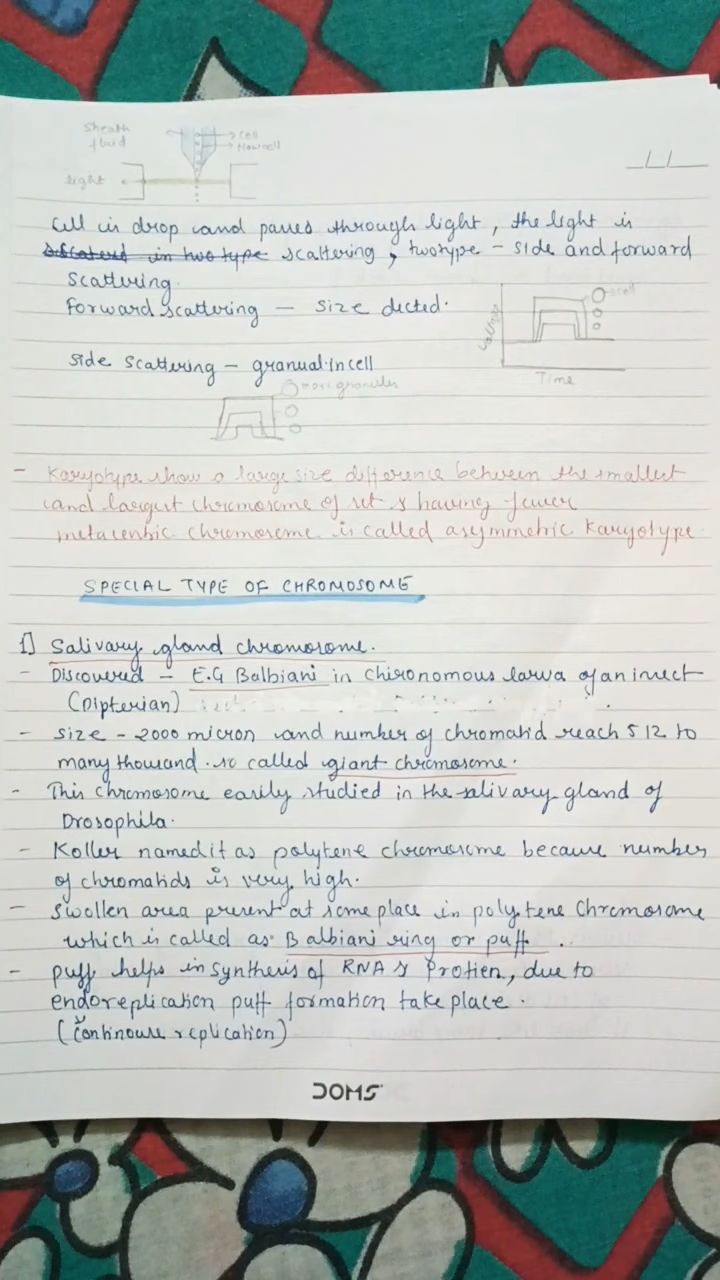 sheath
fluid
cell
flowcell
light
Cell in drop and passes through light, the light is
scattered in two type scattering, two type – side and forward
scattering.
forward scattering – size dected.
cell
Voltage
Time
side scattering – granual in cell
more granules
- Karyotype show a large size difference between the smallest
and largest chromosome of set & having fewer
metacentric chromosome is called asymmetric Karyotype.
SPECIAL TYPE OF CHROMOSOME
1] Salivary gland chromosome.
- Discovered – E.G Balbiani in chironomous larva of an insect
(Dipterian)
- size – 2000 micron and number of chromatid reach 512 to
many thousand. so called giant chromosome.
- This chromosome easily studied in the salivary gland of
Drosophila.
- Koller named it as polytene chromosome because number
of chromatids is very high.
- Swollen area present at some place in polytene chromosome
which is called as Balbiani ring or puff.
- puff helps in synthesis of RNA & Protien, due to
endoreplication puff formation take place.
(continouse replication)
DOMS